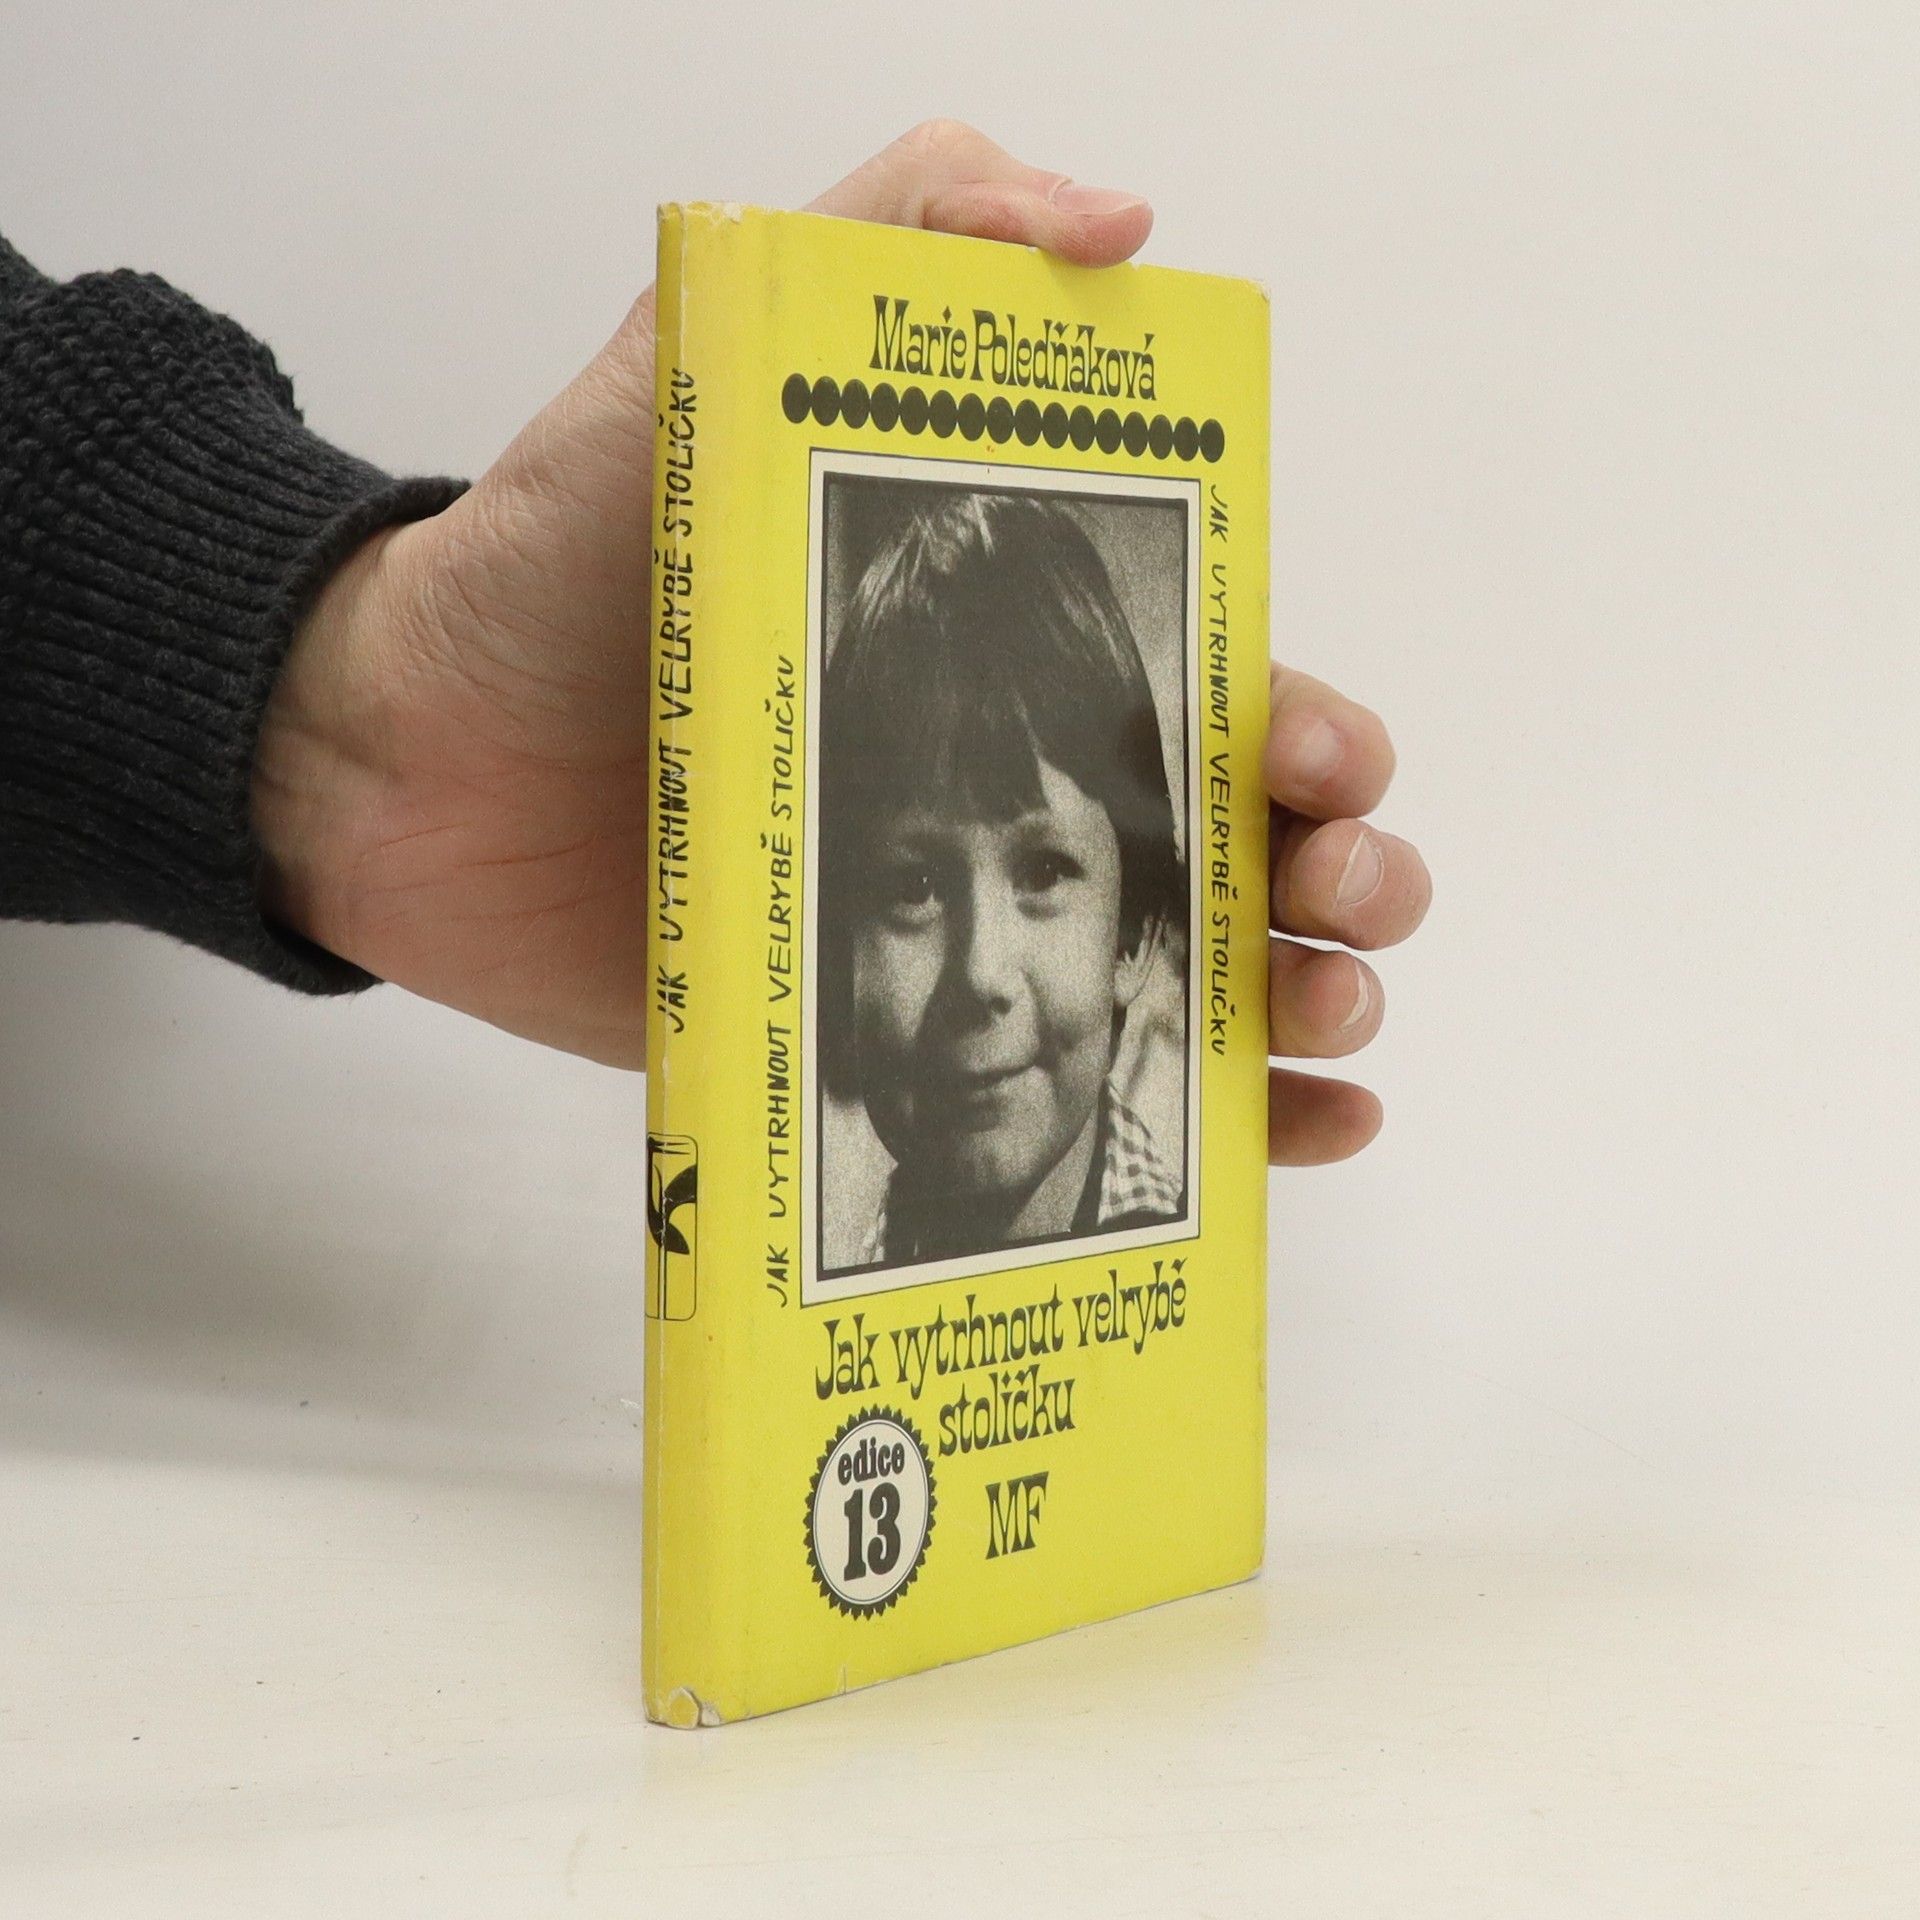 Marie Poledňáková
JAK VYTRHNOUT VELRYBĚ STOLIČKU
JAK VYTRHNOUT VELRYBĚ STOLIČKU
JAK VYTRHNOUT VELRYBĚ STOLIČKU
Jak vytrhnout velrybě
stoličku
edice
13
MF